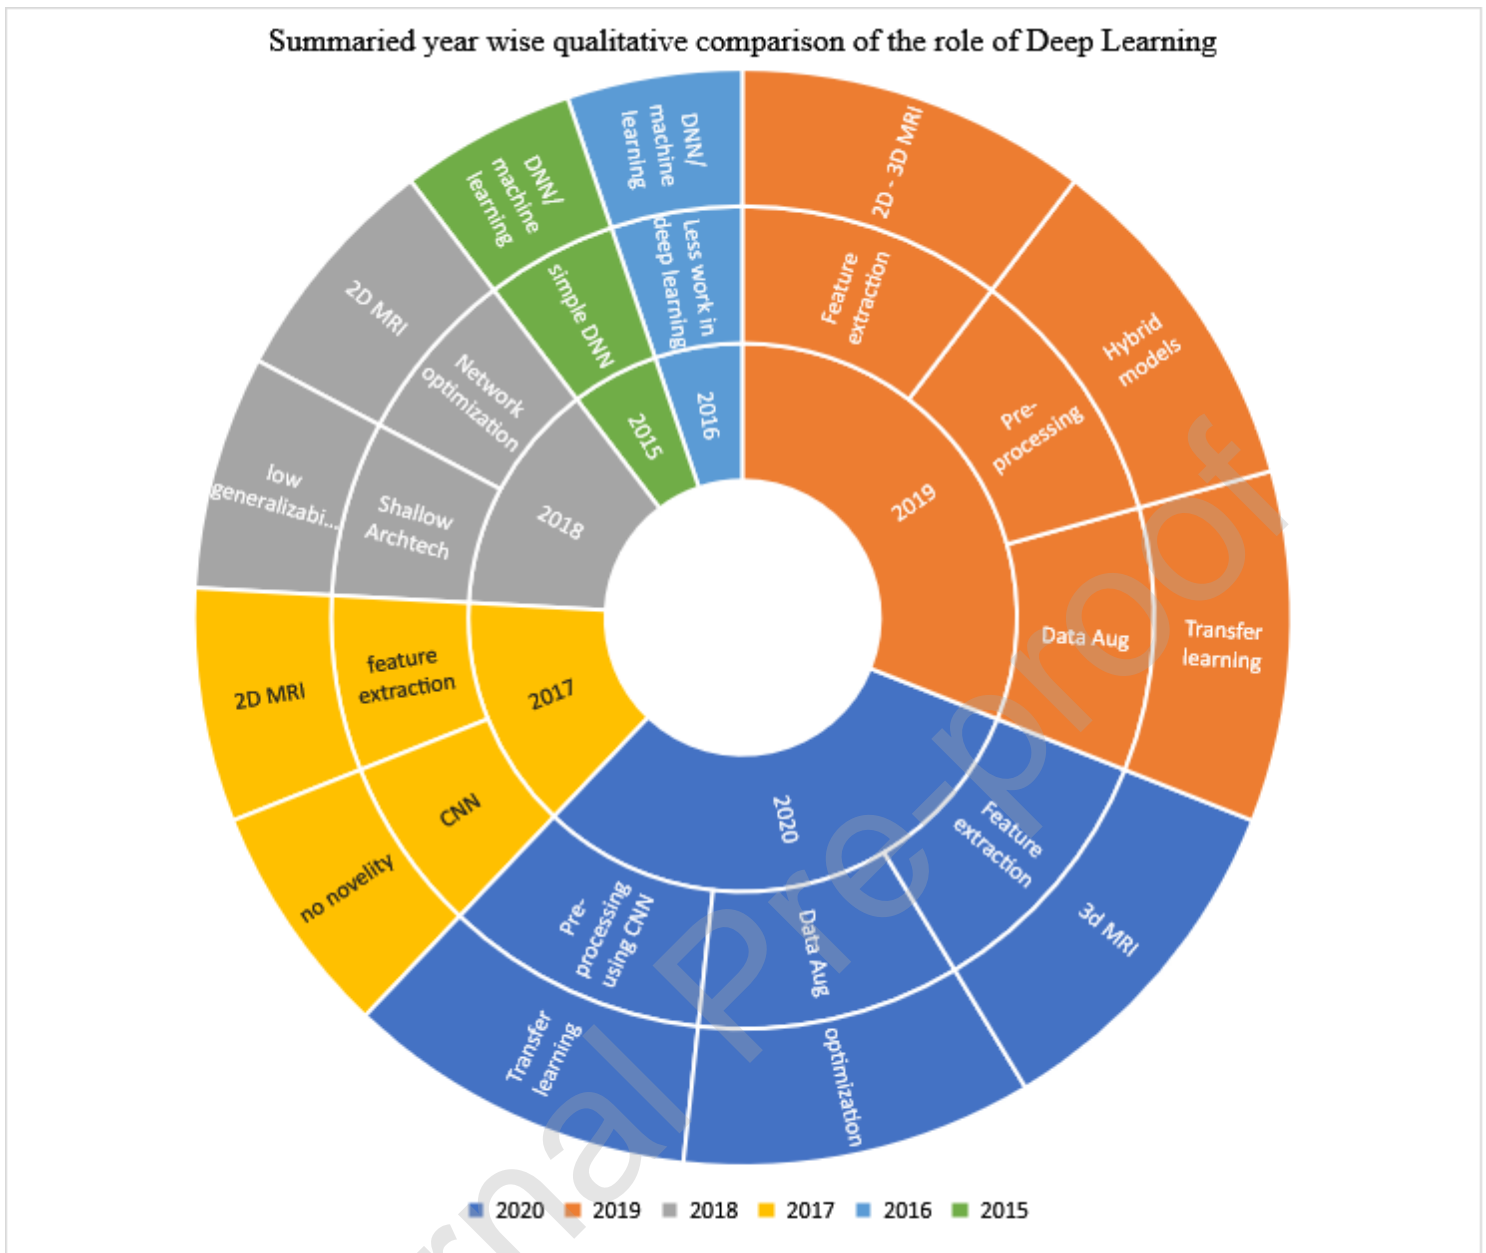 Summaried year wise qualitative comparison of the role of Deep Learning
2D - 3D MRI
Feature
extraction
2019
Hybrid
models
Pre-
processing
Transfer
learning
Data Aug
3d MRI
Feature
extraction
2020
optimization
Data Aug
Transfer
learning
Pre-
processing
using CNN
no novelity
CNN
2017
2D MRI
feature
extraction
low
generalizabi...
Shallow
Archtech
2018
2D MRI
Network
optimization
DNN/
machine
learning
simple DNN
2015
DNN/
machine
learning
Less work in
deep learning
2016
2020
2019
2018
2017
2016
2015
rnal Pre-proof